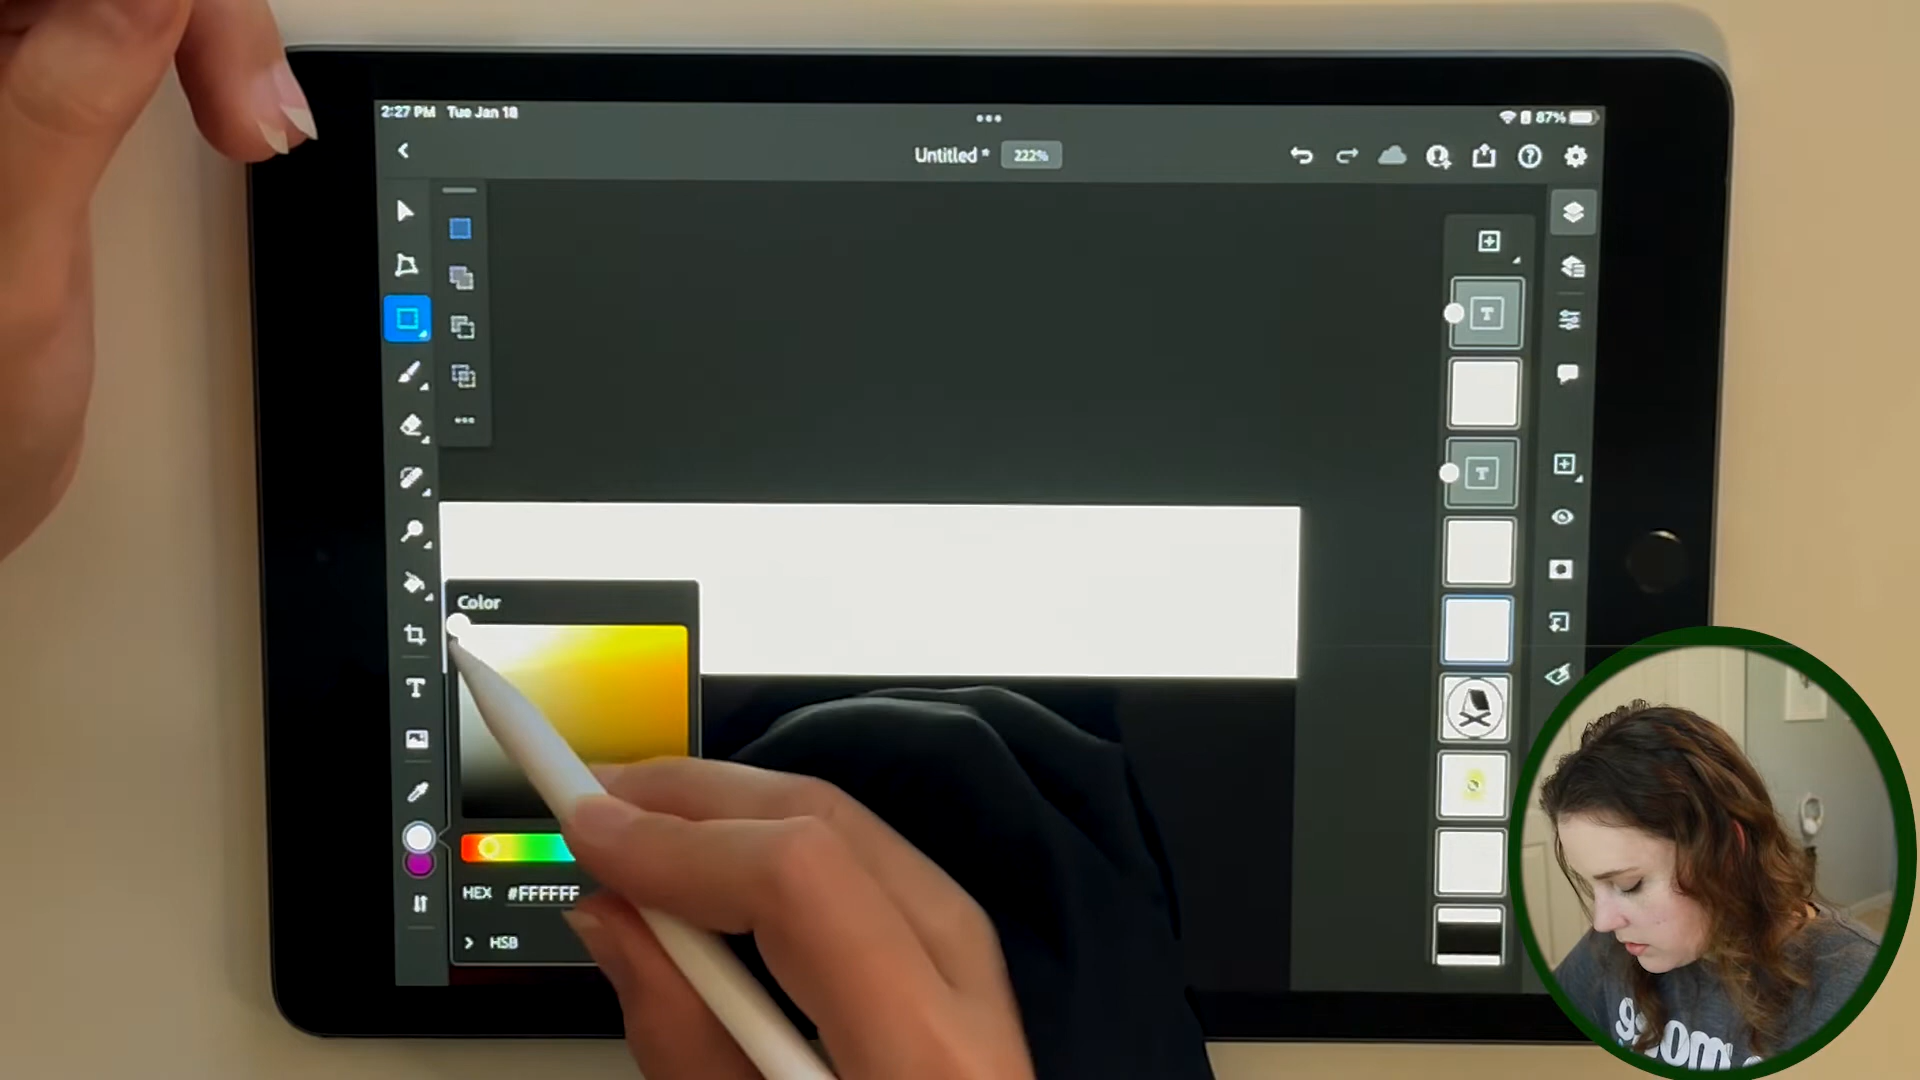 2:27 PM Tue Jan 18
87%
Untitled *
222%
T
T
Color
T
HEX #FFFFFF
HSB